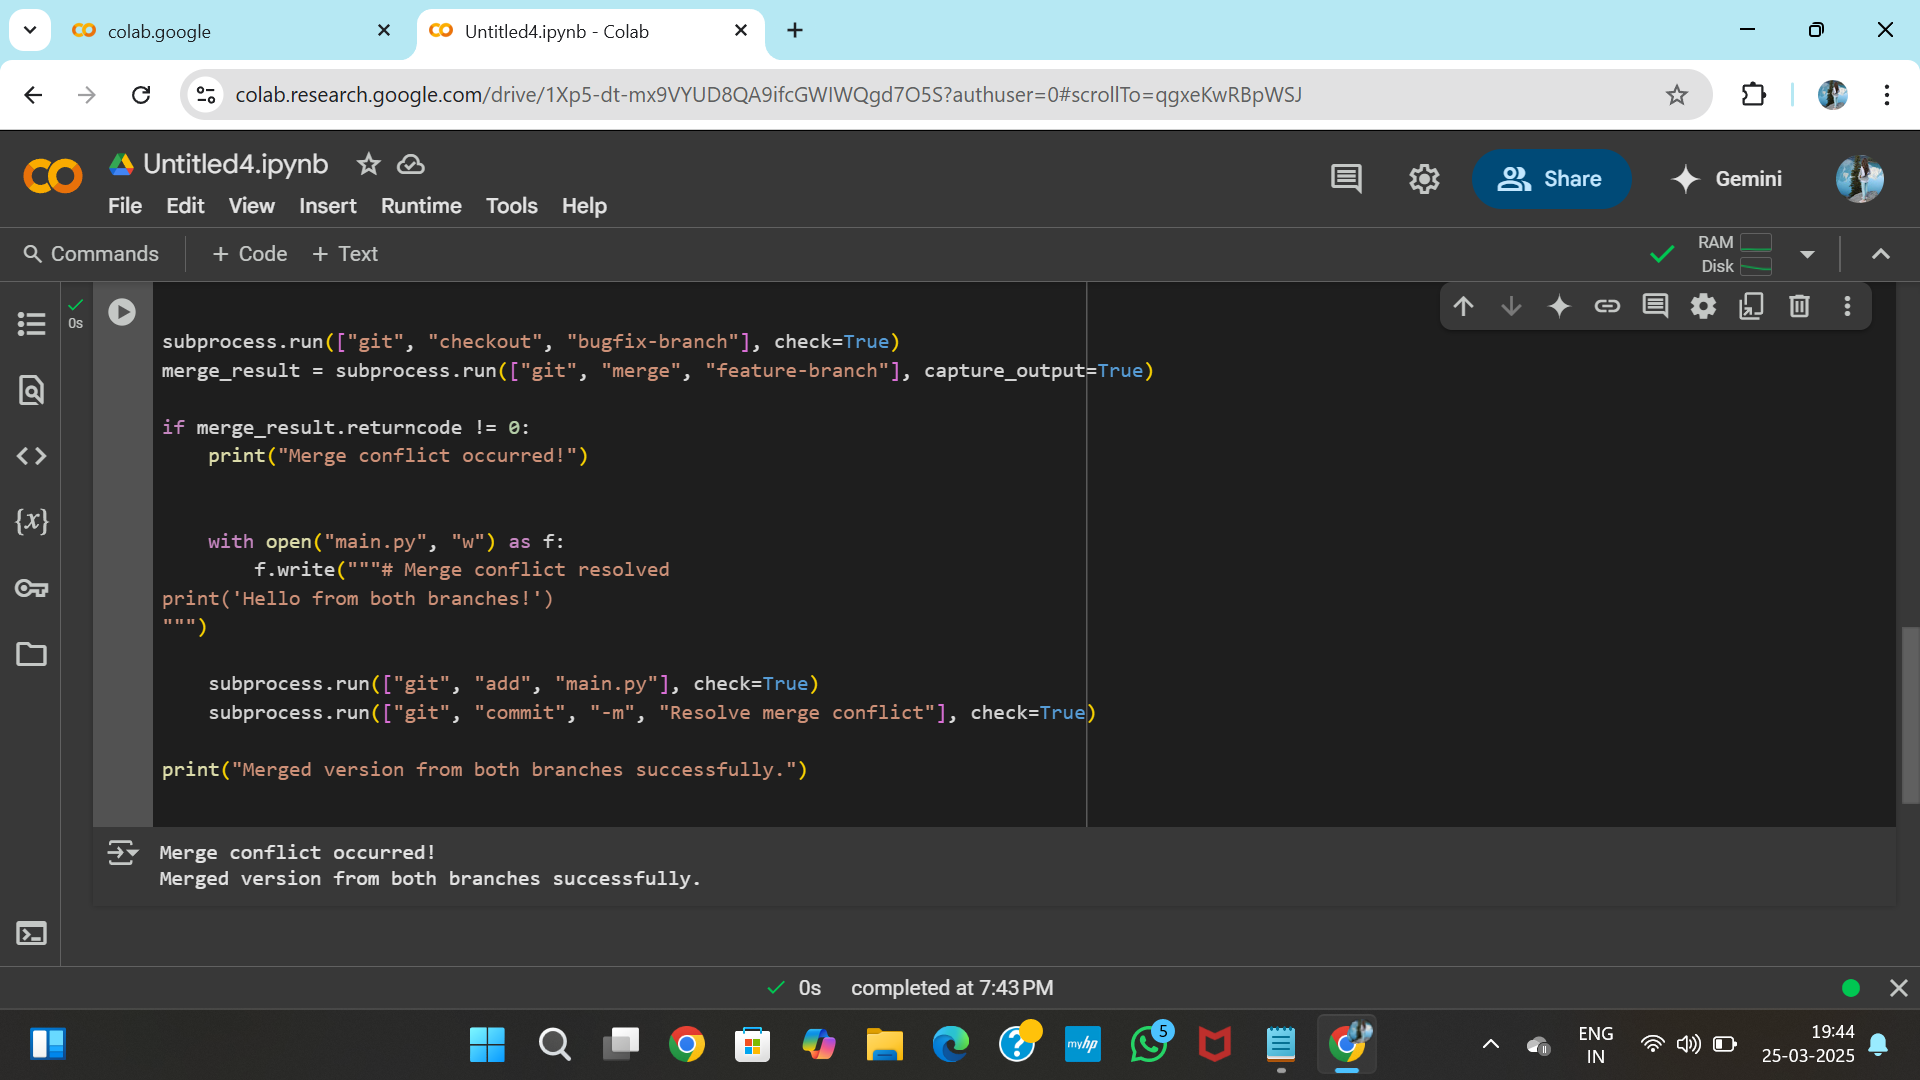 colab.google
Untitled4.ipynb - Colab
colab.research.google.com/drive/1Xp5-dt-mx9VYUD8QA9ifcGWIWQgd7O5S?authuser=0#scrollTo=qgxeKwRBpWSJ
Untitled4.ipynb
Share
Gemini
File Edit View Insert Runtime Tools Help
Commands + Code + Text
RAM
Disk
0s
subprocess.run(["git", "checkout", "bugfix-branch"], check=True)
merge_result = subprocess.run(["git", "merge", "feature-branch"], capture_output=True)
if merge_result.returncode != 0:
    print("Merge conflict occurred!")
    with open("main.py", "w") as f:
        f.write("""# Merge conflict resolved
print('Hello from both branches!')
""")
    subprocess.run(["git", "add", "main.py"], check=True)
    subprocess.run(["git", "commit", "-m", "Resolve merge conflict"], check=True)
print("Merged version from both branches successfully.")
Merge conflict occurred!
Merged version from both branches successfully.
0s completed at 7:43 PM
myhp
5
ENG
IN
19:44
25-03-2025